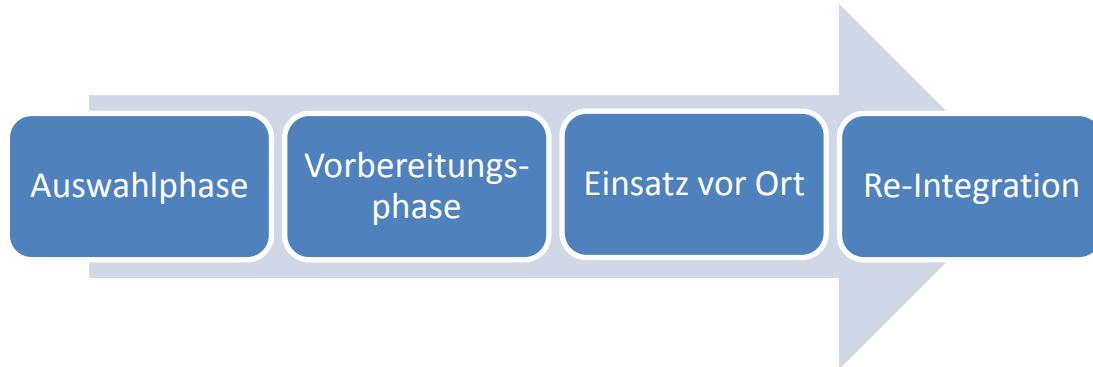 Auswahlphase
Vorbereitungs-
phase
Einsatz vor Ort
Re-Integration